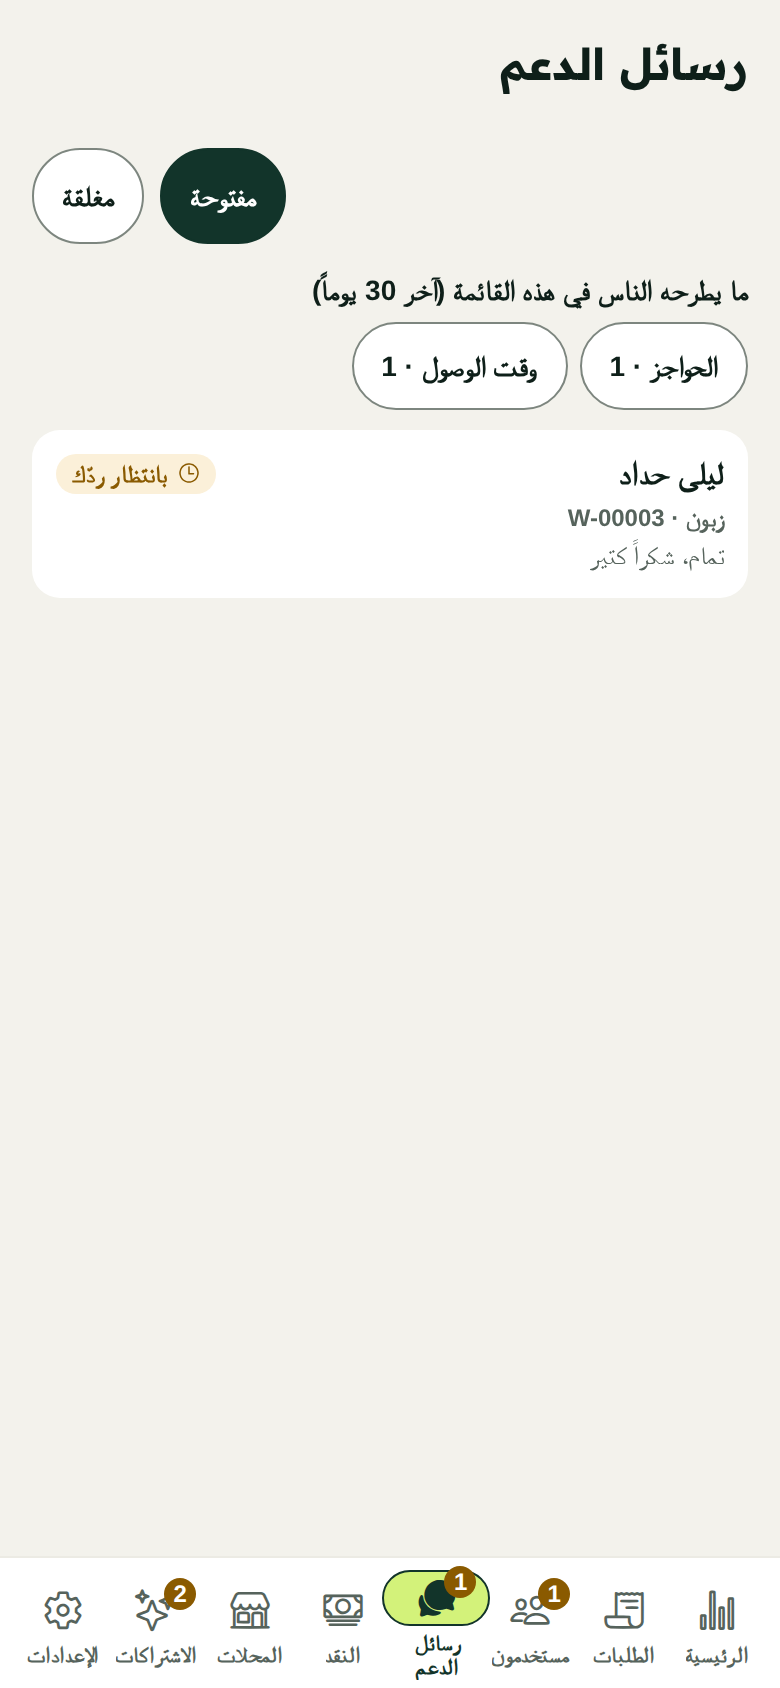 رسائل الدعم
مفتوحة
مغلقة
ما يطرحه الناس في هذه القائمة (آخر 30 يوماً)
الحواجز · 1
وقت الوصول · 1
ليلى حداد
بانتظار ردّك
زبون · W-00003
تمام، شكراً كتير
الرئيسية
الطلبات
1
مستخدمون
1
رسائل
الدعم
النقد
المحلات
2
الاشتراكات
الإعدادات